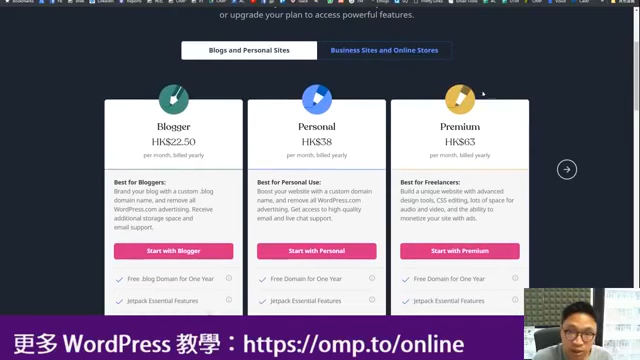 or upgrade your plan to access powerful features.
Blogs and Personal Sites
Business Sites and Online Stores
Blogger
HK$22.50
per month, billed yearly
Best for Bloggers:
Brand your blog with a custom .blog
domain name, and remove all
WordPress.com advertising. Receive
additional storage space and
email support.
Start with Blogger
Free .blog Domain for One Year
Jetpack Essential Features
Personal
HK$38
per month, billed yearly
Best for Personal Use:
Boost your website with a custom domain
name, and remove all WordPress.com
advertising. Get access to high quality
email and live chat support.
Start with Personal
Free Domain for One Year
Jetpack Essential Features
Premium
HK$63
per month, billed yearly
Best for Freelancers:
Build a unique website with advanced
design tools, CSS editing, lots of space for
audio and video, and the ability to
monetize your site with ads.
Start with Premium
Free Domain for One Year
Jetpack Essential Features
更多 WordPress 教學：https://omp.to/online